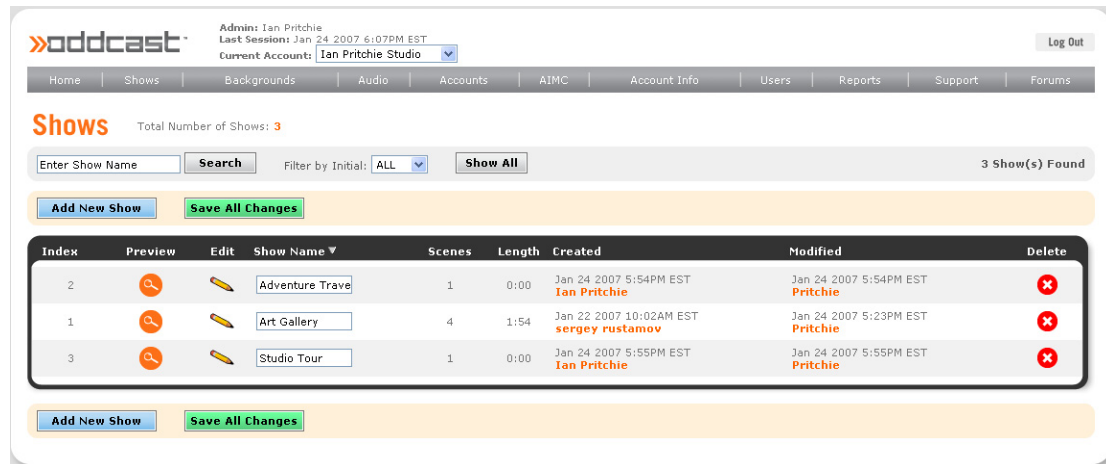 »oddcast
Admin: Ian Pritchie
Last Session: Jan 24 2007 6:07PM EST
Current Account: Ian Pritchie Studio
Log Out
Home Shows Backgrounds Audio Accounts AIMC Account Info Users Reports Support Forums
Shows Total Number of Shows: 3
Enter Show Name Search Filter by Initial: ALL Show All 3 Show(s) Found
Add New Show Save All Changes
Index Preview Edit Show Name ▼ Scenes Length Created Modified Delete
2 Adventure Trave 1 0:00 Jan 24 2007 5:54PM EST Jan 24 2007 5:54PM EST
Ian Pritchie Pritchie
1 Art Gallery 4 1:54 Jan 22 2007 10:02AM EST Jan 24 2007 5:23PM EST
sergey rustamov Pritchie
3 Studio Tour 1 0:00 Jan 24 2007 5:55PM EST Jan 24 2007 5:55PM EST
Ian Pritchie Pritchie
Add New Show Save All Changes